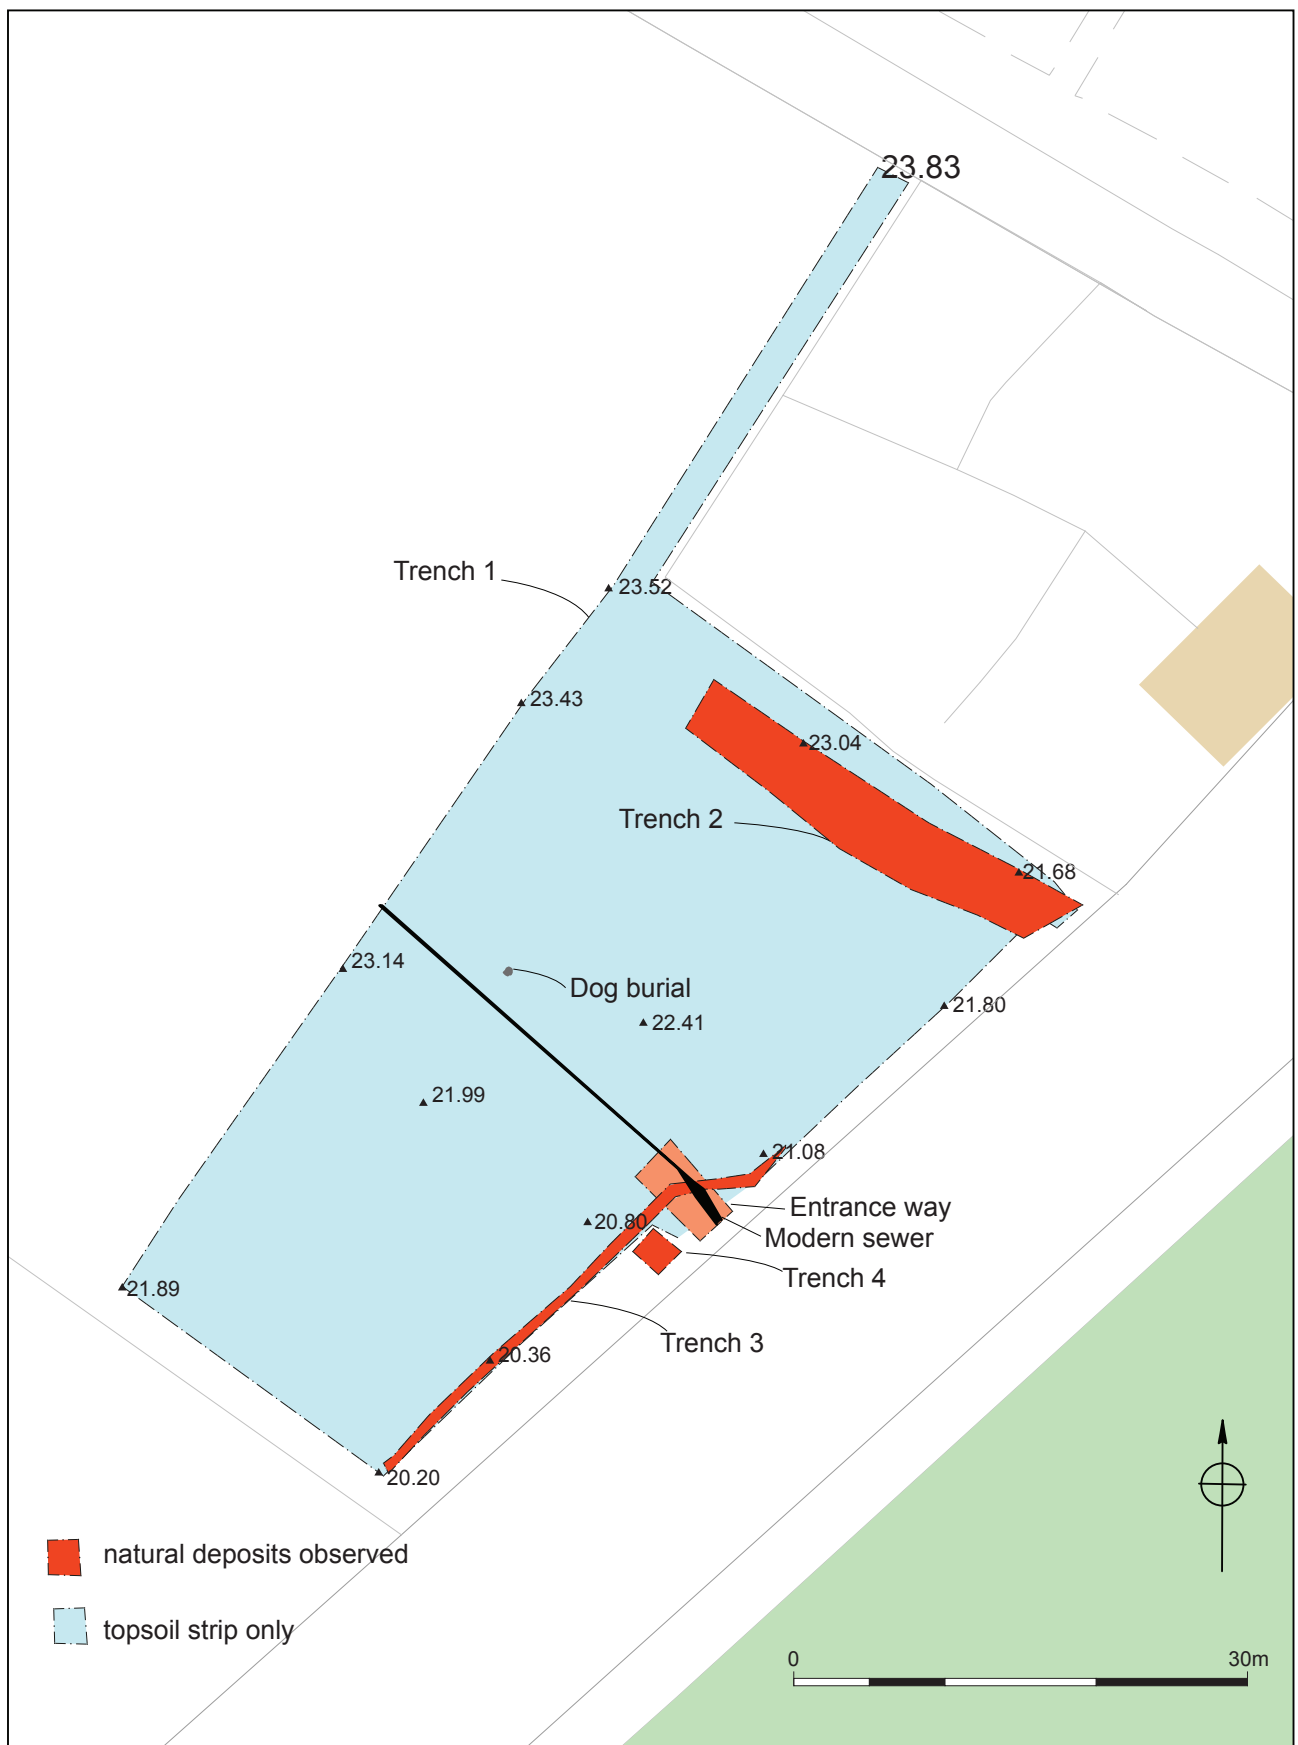 23.83
Trench 1
23.52
23.43
23.04
Trench 2
21.68
23.14
Dog burial
21.80
22.41
21.99
21.08
Entrance way
20.80
Modern sewer
Trench 4
21.89
Trench 3
20.36
20.20
natural deposits observed
topsoil strip only
0 30m